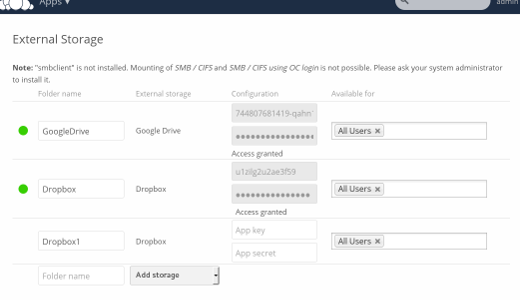 Apps ▾ admin
External Storage
Note: "smbclient" is not installed. Mounting of SMB / CIFS and SMB / CIFS using OC login is not possible. Please ask your system administrator
to install it.
Folder name External storage Configuration Available for
744807681419-qahn
GoogleDrive Google Drive All Users ×
Access granted
u1zilg2u2ae3f59
Dropbox Dropbox All Users ×
Access granted
App key
Dropbox1 Dropbox All Users ×
App secret
Folder name Add storage